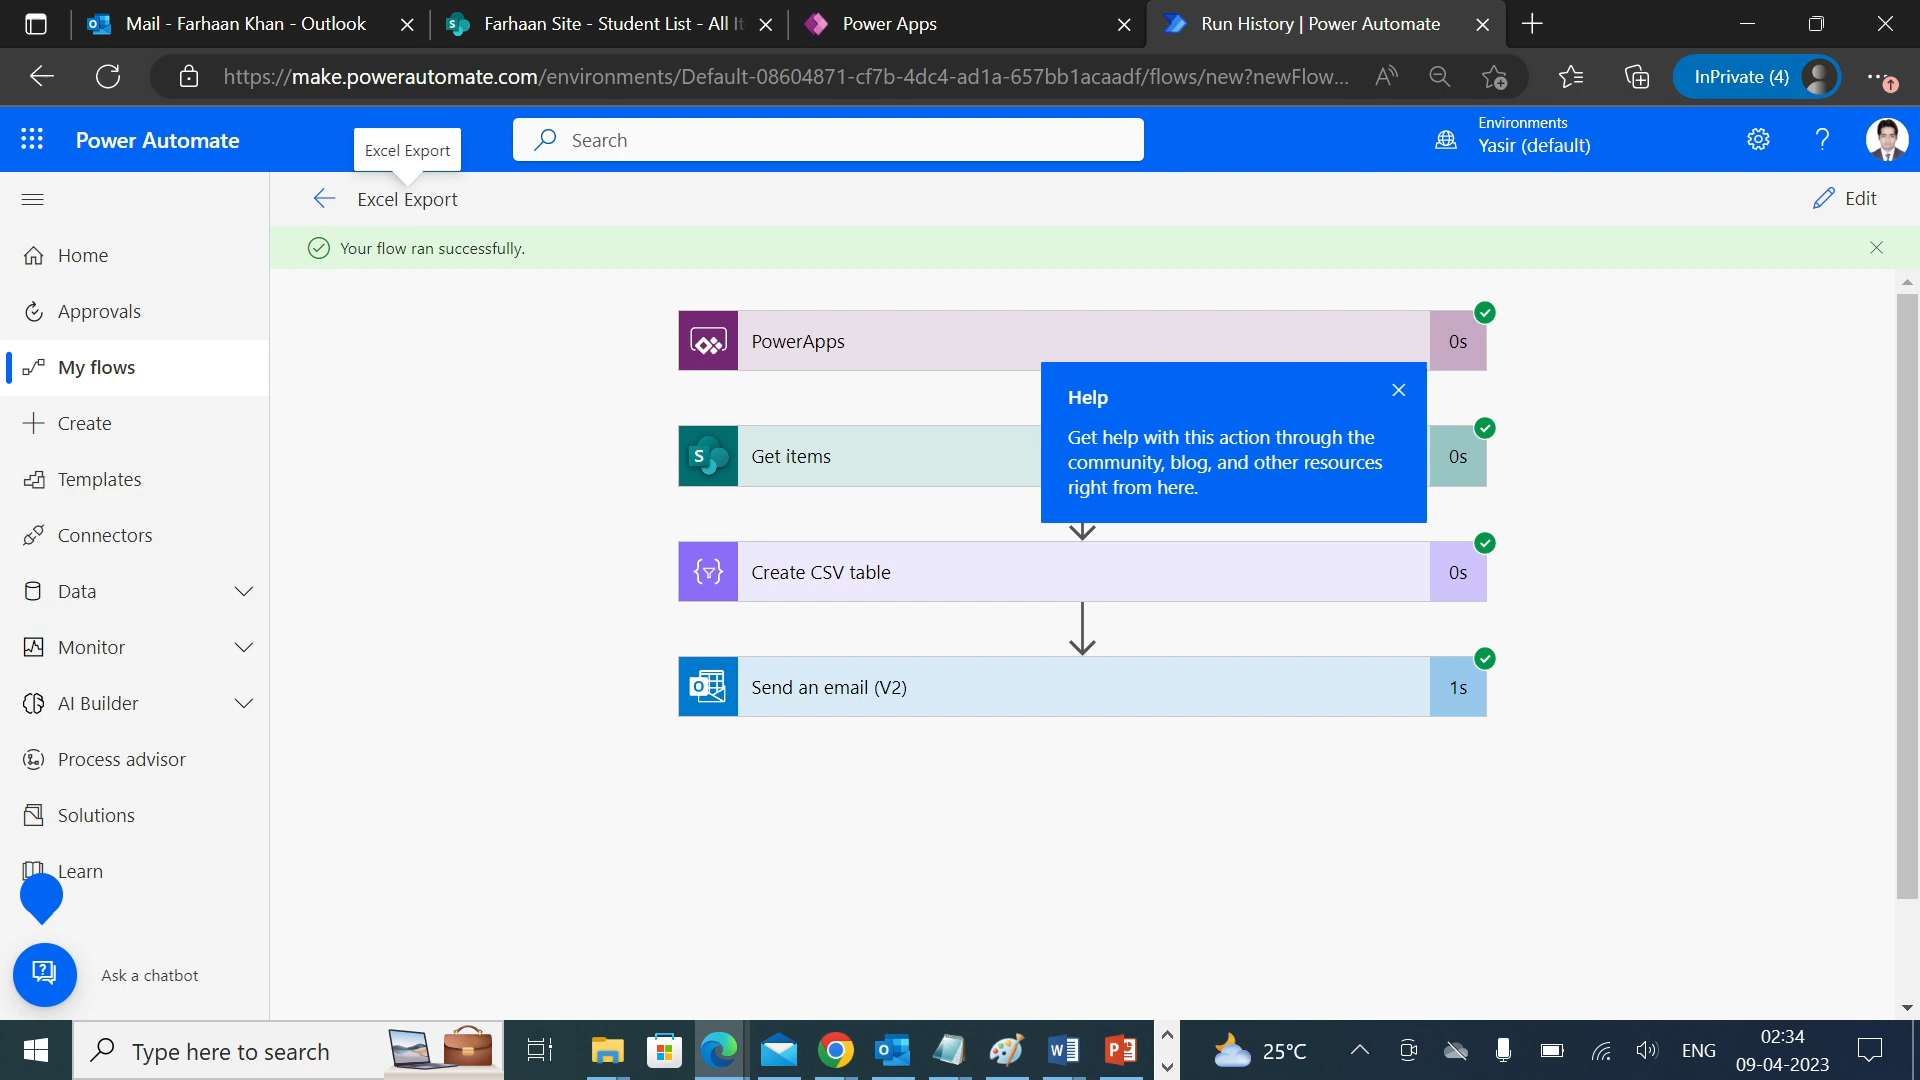 Mail - Farhaan Khan - Outlook
Farhaan Site - Student List - All It
Power Apps
Run History | Power Automate
https://make.powerautomate.com/environments/Default-08604871-cf7b-4dc4-ad1a-657bb1acaadf/flows/new?newFlow...
InPrivate (4)
Power Automate
Excel Export
Search
Environments
Yasir (default)
Excel Export
Edit
Your flow ran successfully.
Home
Approvals
My flows
Create
Templates
Connectors
Data
Monitor
AI Builder
Process advisor
Solutions
Learn
Ask a chatbot
PowerApps
0s
Help
Get help with this action through the
community, blog, and other resources
right from here.
Get items
0s
Create CSV table
0s
Send an email (V2)
1s
Type here to search
25°C
ENG
02:34
09-04-2023